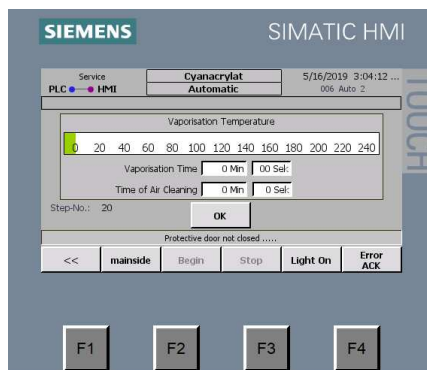 SIEMENS SIMATIC HMI
TOUCH
Service Cyanacrylat 5/16/2019 3:04:12 ...
PLC HMI Automatic 006 Auto 2
Vaporisation Temperature
0 20 40 60 80 100 120 140 160 180 200 220 240
Vaporisation Time 0 Min 00 Sek
Time of Air Cleaning 0 Min 0 Sek
Step-No.: 20
OK
Protective door not closed .....
<< mainside Begin Stop Light On Error ACK
F1 F2 F3 F4